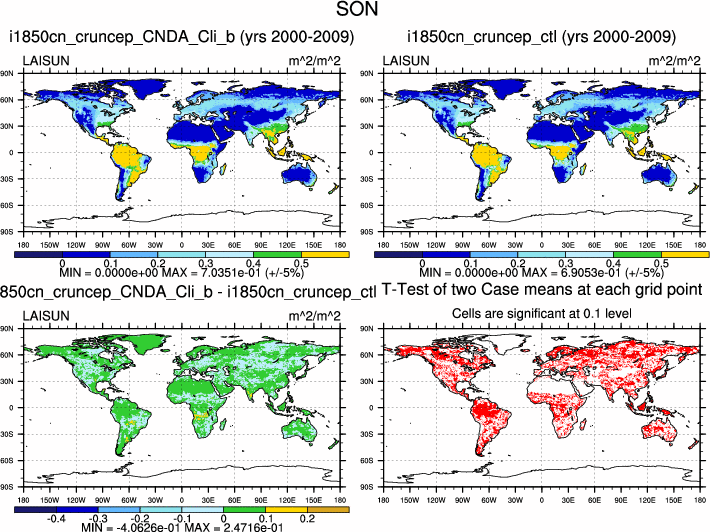 SON
i1850cn_cruncep_CNDA_Cli_b (yrs 2000-2009)
i1850cn_cruncep_ctl (yrs 2000-2009)
LAISUN m^2/m^2
LAISUN m^2/m^2
90N 60N 30N 0 30S 60S 90S
180 150W 120W 90W 60W 30W 0 30E 60E 90E 120E 150E 180
180 150W 120W 90W 60W 30W 0 30E 60E 90E 120E 150E 180
0 0.1 0.2 0.3 0.4 0.5
0 0.1 0.2 0.3 0.4 0.5
MIN = 0.0000e+00 MAX = 7.0351e-01 (+/-5%)
MIN = 0.0000e+00 MAX = 6.9053e-01 (+/-5%)
850cn_cruncep_CNDA_Cli_b - i1850cn_cruncep_ctl
T-Test of two Case means at each grid point
LAISUN m^2/m^2
Cells are significant at 0.1 level
90N 60N 30N 0 30S 60S 90S
90N 60N 30N 0 30S 60S 90S
180 150W 120W 90W 60W 30W 0 30E 60E 90E 120E 150E 180
180 150W 120W 90W 60W 30W 0 30E 60E 90E 120E 150E 180
-0.4 -0.3 -0.2 -0.1 0 0.1 0.2
MIN = -4.0626e-01 MAX = 2.4716e-01